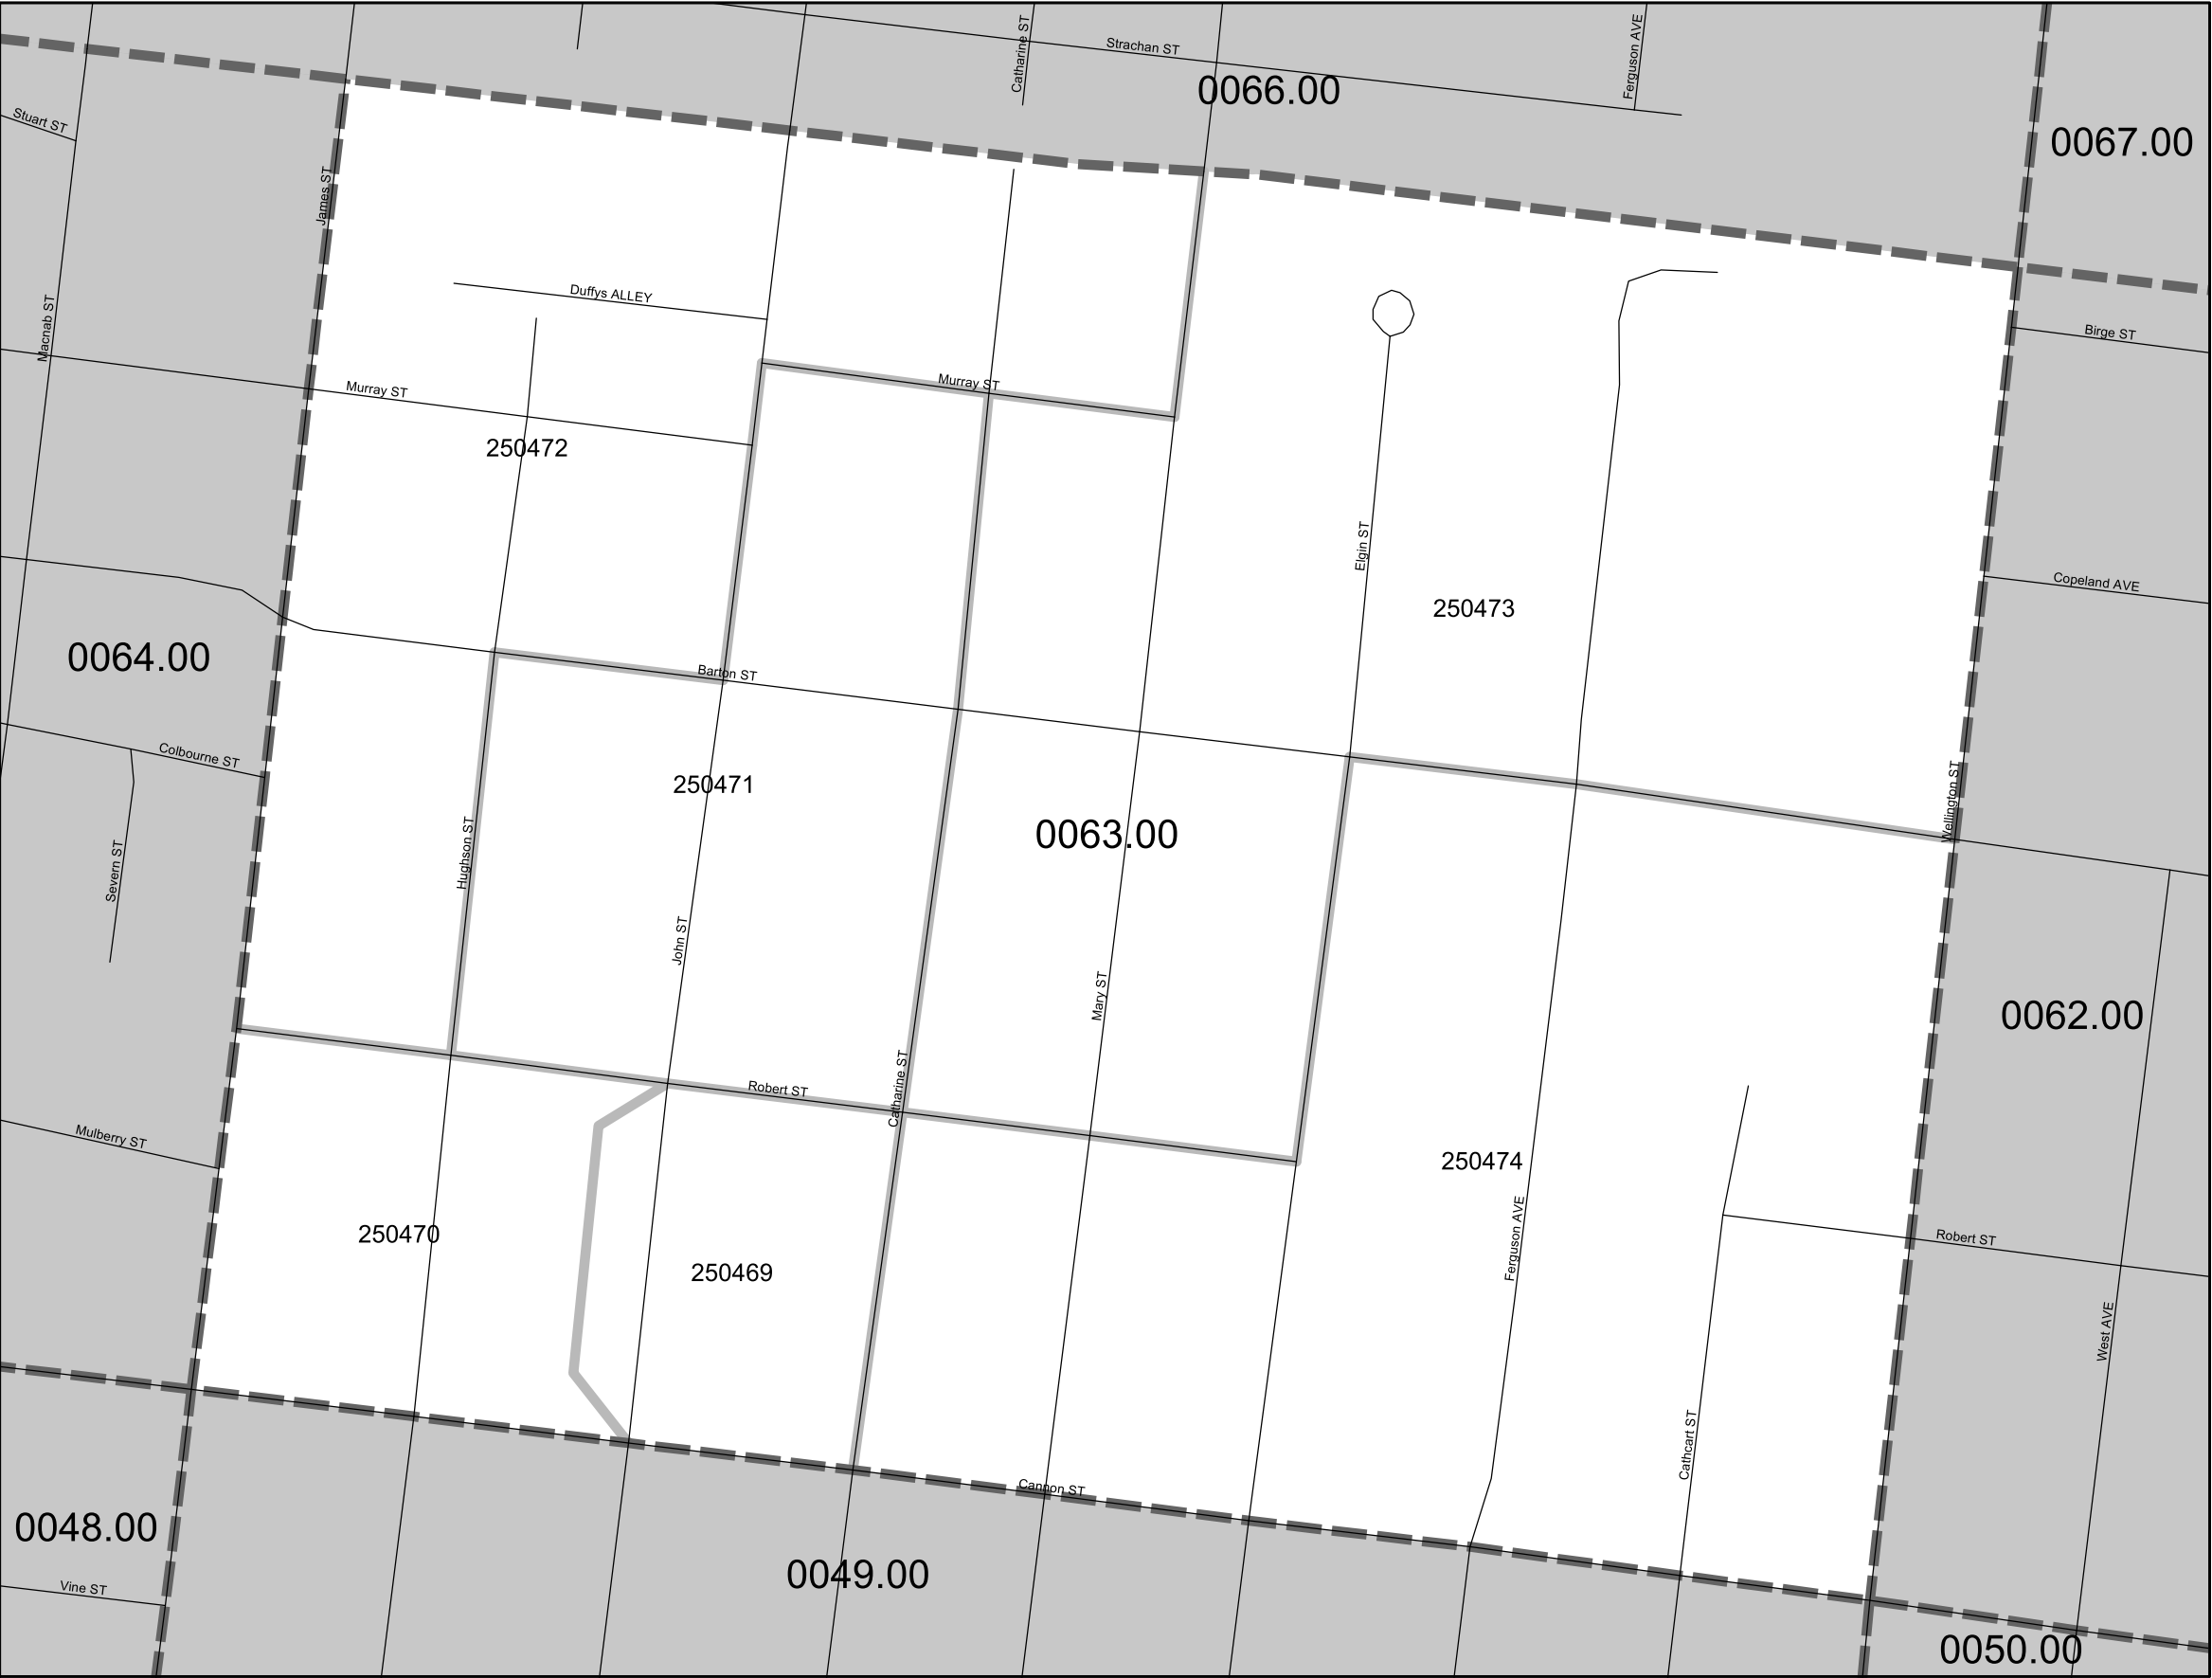 Catharine ST
Strachan ST
Ferguson AVE
0066.00
0067.00
Stuart ST
James ST
Macnab ST
Duffys ALLEY
Birge ST
Murray ST
Murray ST
250472
Elgin ST
Copeland AVE
250473
0064.00
Barton ST
Colbourne ST
250471
Wellington ST
0063.00
Hughson ST
Severn ST
John ST
Mary ST
0062.00
Catharine ST
Robert ST
Mulberry ST
250474
250470
Ferguson AVE
Robert ST
250469
West AVE
Cathcart ST
Cannon ST
0048.00
0049.00
Vine ST
0050.00